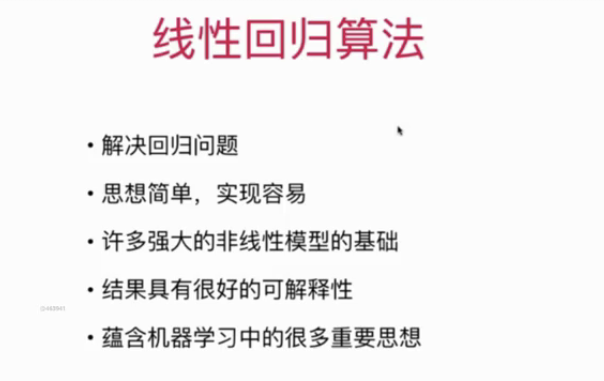 线性回归算法
• 解决回归问题
• 思想简单，实现容易
• 许多强大的非线性模型的基础
• 结果具有很好的可解释性
• 蕴含机器学习中的很多重要思想